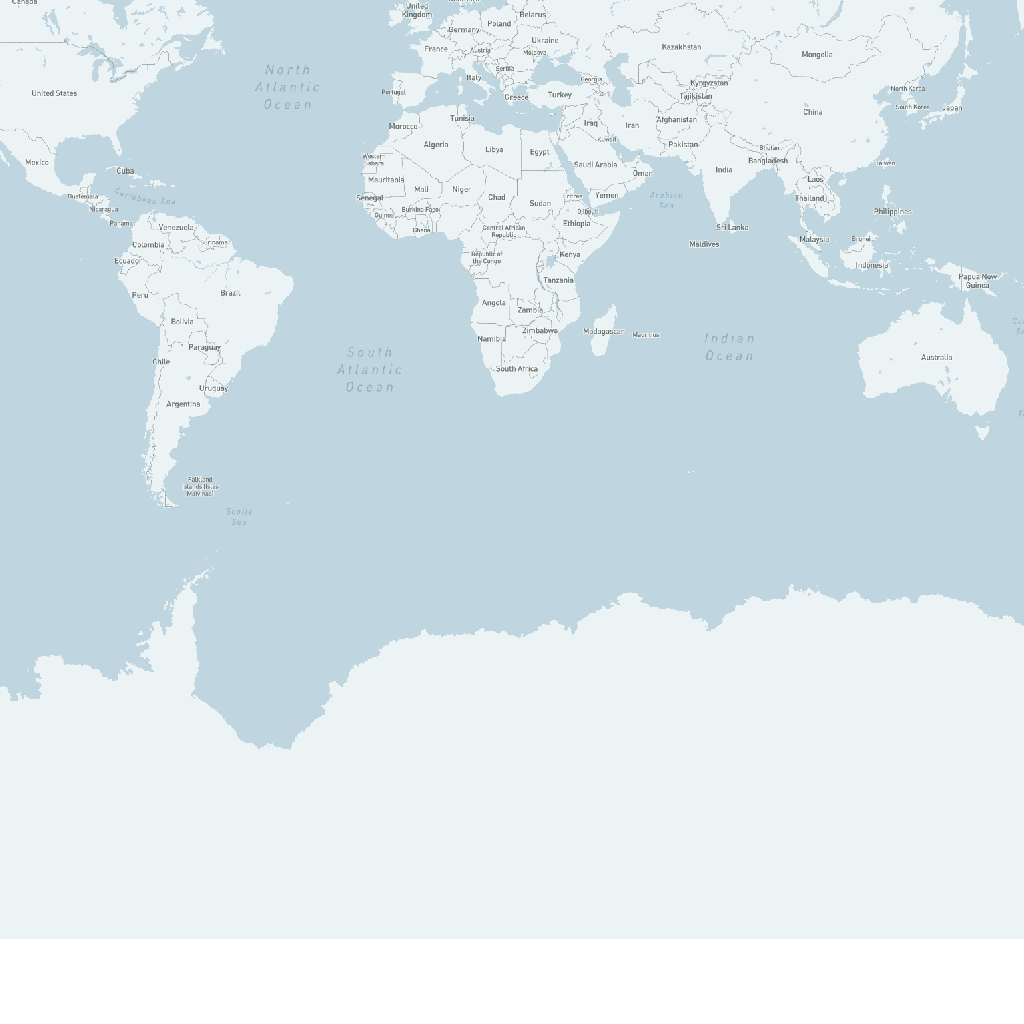 Canada
United
Kingdom
Belarus
Poland
Germany
Ukraine
France
Austria
Moldova
Kazakhstan
Mongolia
North
Atlantic
Ocean
Serbia
Italy
Georgia
Kyrgyzstan
United States
Portugal
Greece
Turkey
Tajikistan
North Korea
South Korea
Japan
China
Tunisia
Morocco
Afghanistan
Iraq
Iran
Kuwait
Algeria
Libya
Egypt
Pakistan
Bhutan
Bangladesh
Taiwan
Mexico
Western
Sahara
Saudi Arabia
Cuba
Oman
India
Mauritania
Mali
Niger
Laos
Guatemala
Caribbean Sea
Senegal
Chad
Sudan
Eritrea
Yemen
Arabian
Sea
Thailand
Nicaragua
Guinea
Burkina Faso
Djibouti
Philippines
Panama
Venezuela
Ghana
Central African
Republic
Ethiopia
Sri Lanka
Colombia
Suriname
Maldives
Malaysia
Brunei
Ecuador
Republic of
the Congo
Kenya
Indonesia
Peru
Brazil
Tanzania
Papua New
Guinea
Angola
Zambia
Bolivia
Zimbabwe
Madagascar
Mauritius
Namibia
Indian
Ocean
Paraguay
South
Atlantic
Ocean
Chile
South Africa
Australia
Uruguay
Argentina
Falkland
Islands (Islas
Malvinas)
Scotia
Sea